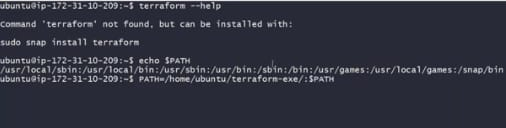 ubuntu@ip-172-31-10-209:~$ terraform --help
Command 'terraform' not found, but can be installed with:
sudo snap install terraform
ubuntu@ip-172-31-10-209:~$ echo $PATH
/usr/local/sbin:/usr/local/bin:/usr/sbin:/usr/bin:/sbin:/bin:/usr/games:/usr/local/games:/snap/bin
ubuntu@ip-172-31-10-209:~$ PATH=/home/ubuntu/terraform-exe/:$PATH